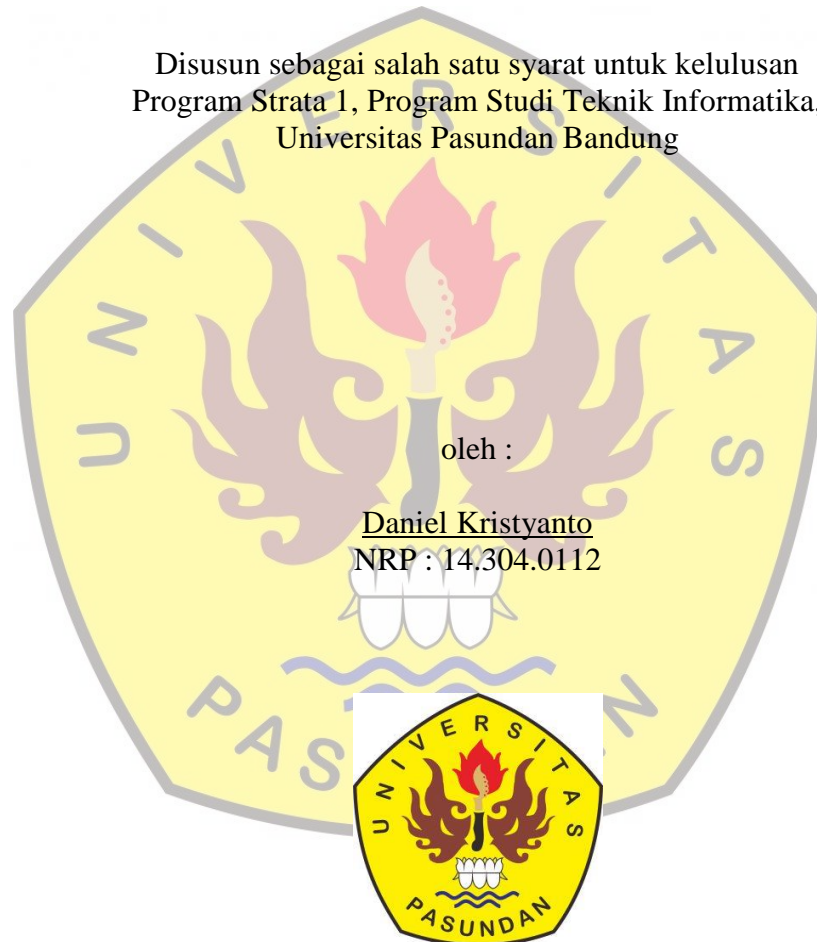 Disusun sebagai salah satu syarat untuk kelulusan
Program Strata 1, Program Studi Teknik Informatika,
Universitas Pasundan Bandung
oleh :
Daniel Kristyanto
NRP : 14.304.0112
UNIVERSITAS
PASUNDAN